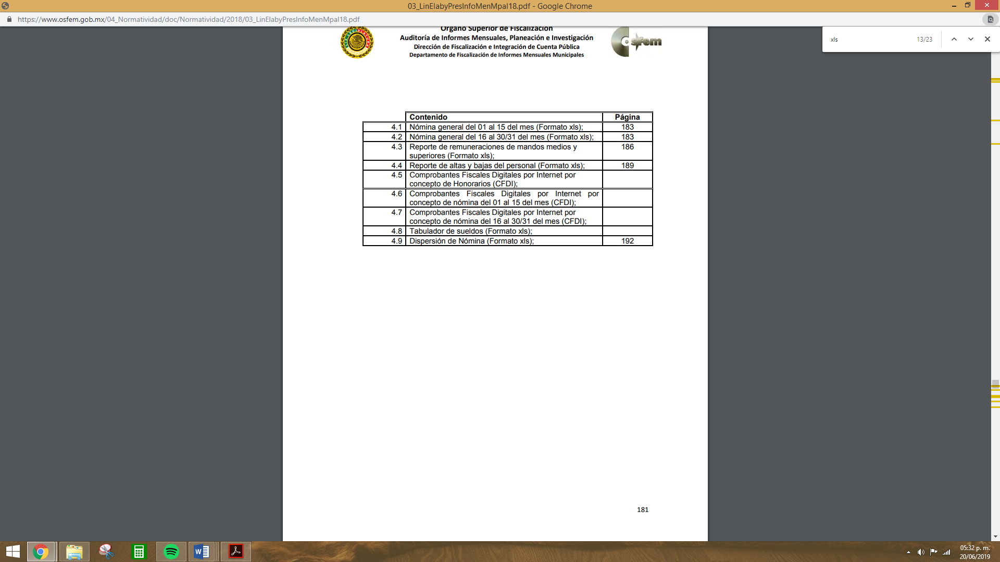 03_LinElabyPresInfoMenMpal18.pdf - Google Chrome
https://www.osfem.gob.mx/04_Normatividad/doc/Normatividad/2018/03_LinElabyPresInfoMenMpal18.pdf
xls 13/23
Órgano Superior de Fiscalización
Auditoría de Informes Mensuales, Planeación e Investigación
Dirección de Fiscalización e Integración de Cuenta Pública
Departamento de Fiscalización de Informes Mensuales Municipales
osfem
Contenido Página
4.1 Nómina general del 01 al 15 del mes (Formato xls); 183
4.2 Nómina general del 16 al 30/31 del mes (Formato xls); 183
4.3 Reporte de remuneraciones de mandos medios y 186
superiores (Formato xls);
4.4 Reporte de altas y bajas del personal (Formato xls); 189
4.5 Comprobantes Fiscales Digitales por Internet por
concepto de Honorarios (CFDI);
4.6 Comprobantes Fiscales Digitales por Internet por
concepto de nómina del 01 al 15 del mes (CFDI);
4.7 Comprobantes Fiscales Digitales por Internet por
concepto de nómina del 16 al 30/31 del mes (CFDI);
4.8 Tabulador de sueldos (Formato xls);
4.9 Dispersión de Nómina (Formato xls); 192
181
05:32 p. m.
20/06/2019